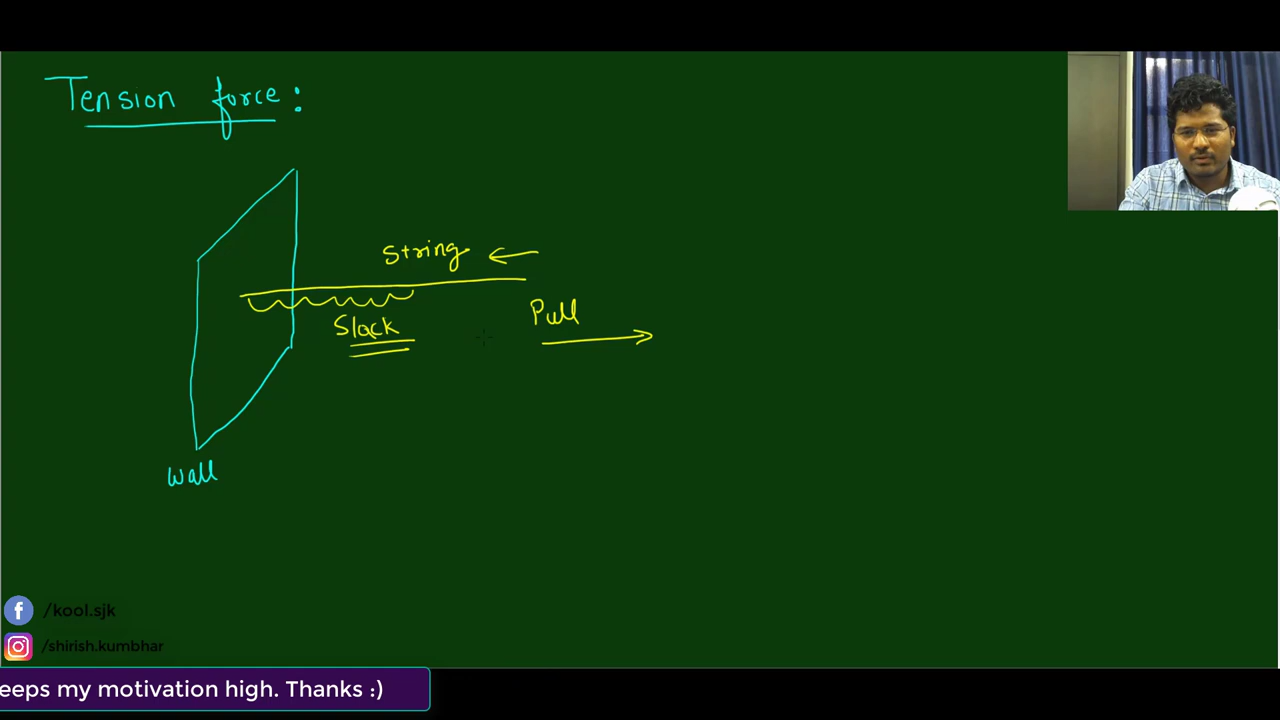 Tension force:
String
Pull
Slack
Wall
/kool.sjk
/shirish.kumbhar
eeps my motivation high. Thanks :)